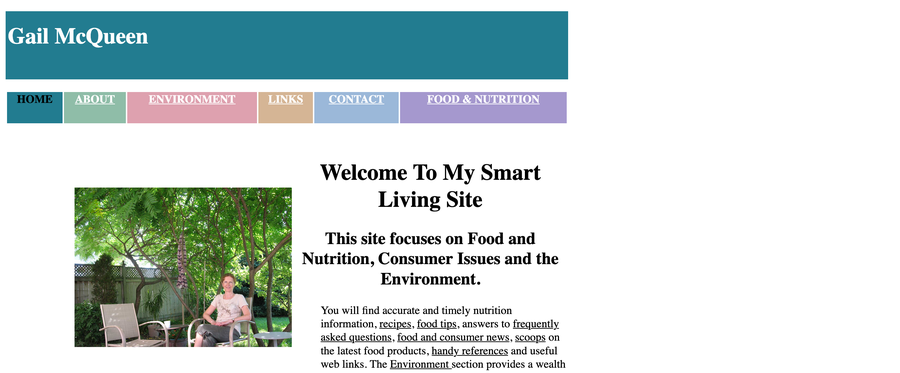 Gail McQueen
HOME ABOUT ENVIRONMENT LINKS CONTACT FOOD & NUTRITION
Welcome To My Smart
Living Site
This site focuses on Food and
Nutrition, Consumer Issues and the
Environment.
You will find accurate and timely nutrition
information, recipes, food tips, answers to frequently
asked questions, food and consumer news, scoops on
the latest food products, handy references and useful
web links. The Environment section provides a wealth